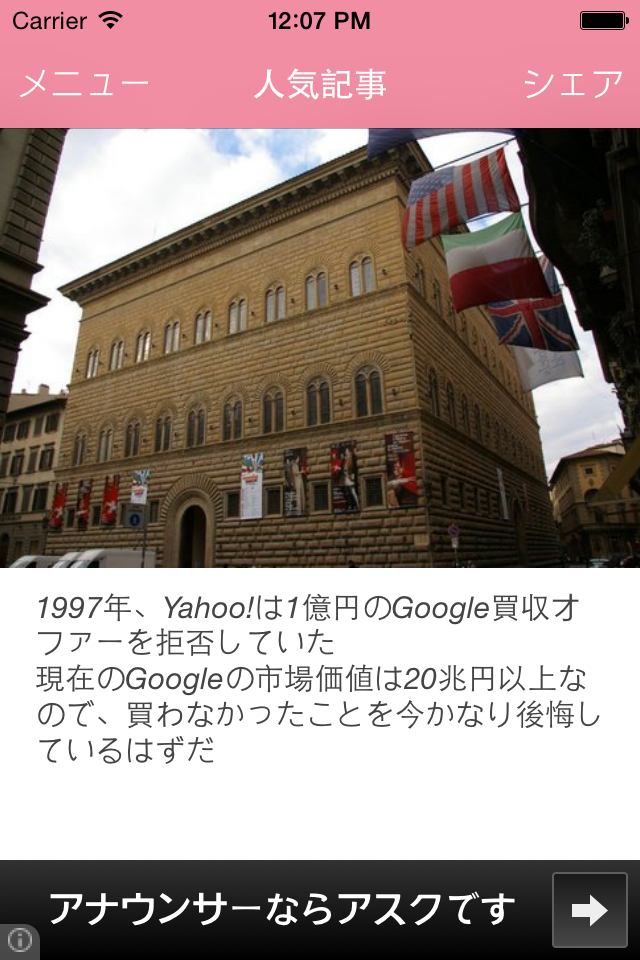 Carrier 12:07 PM
メニュー 人気記事 シェア
1997年、Yahoo!は1億円のGoogle買収オ
ファーを拒否していた
現在のGoogleの市場価値は20兆円以上な
ので、買わなかったことを今かなり後悔し
ているはずだ
アナウンサーならアスクです